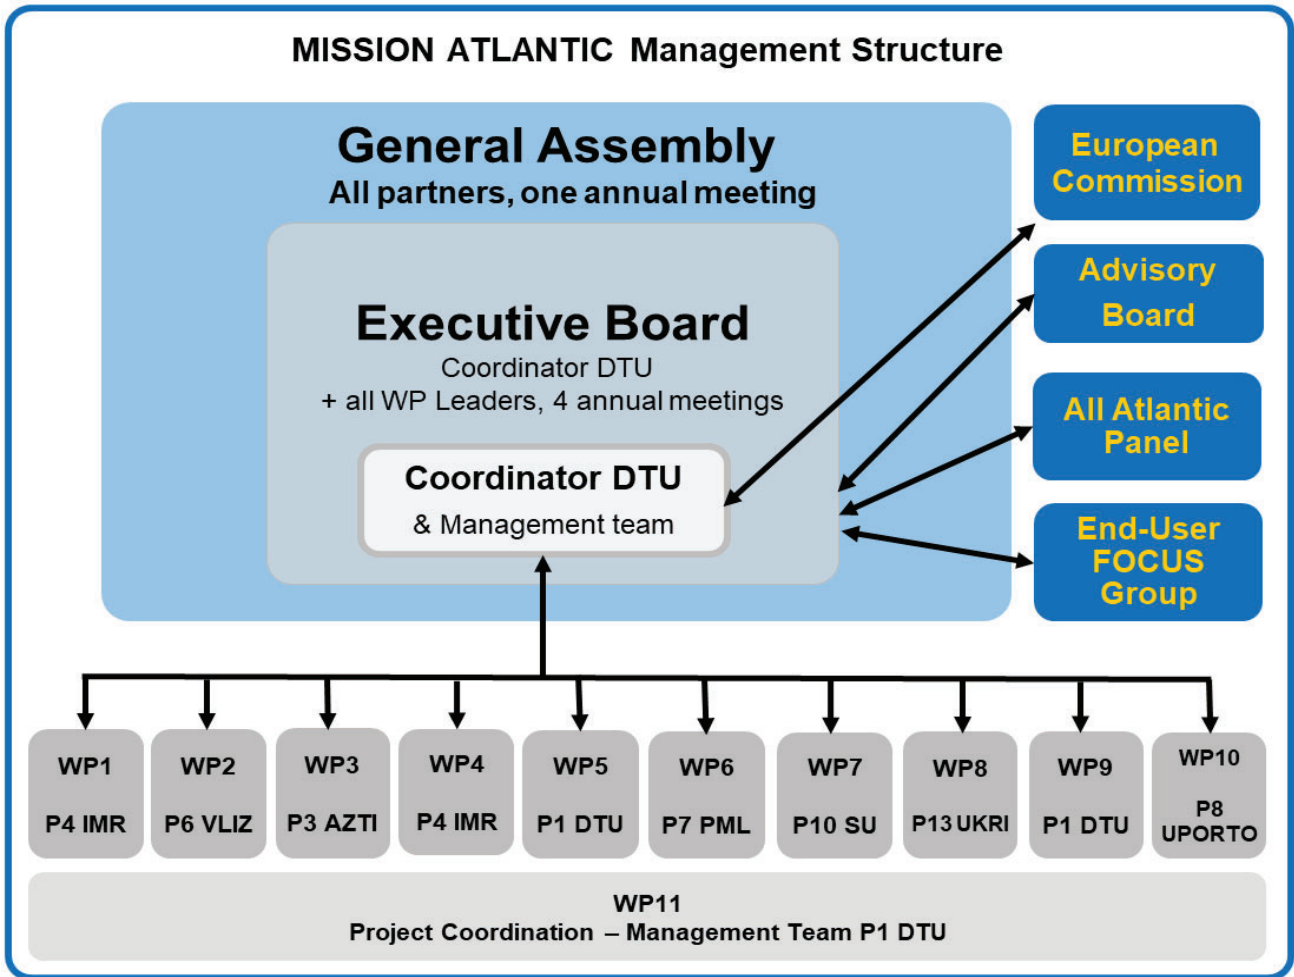 MISSION ATLANTIC Management Structure
General Assembly
All partners, one annual meeting
Executive Board
Coordinator DTU
+ all WP Leaders, 4 annual meetings
Coordinator DTU
& Management team
European
Commission
Advisory
Board
All Atlantic
Panel
End-User
FOCUS
Group
WP1
P4 IMR
WP2
P6 VLIZ
WP3
P3 AZTI
WP4
P4 IMR
WP5
P1 DTU
WP6
P7 PML
WP7
P10 SU
WP8
P13 UKRI
WP9
P1 DTU
WP10
P8
UPORTO
WP11
Project Coordination – Management Team P1 DTU